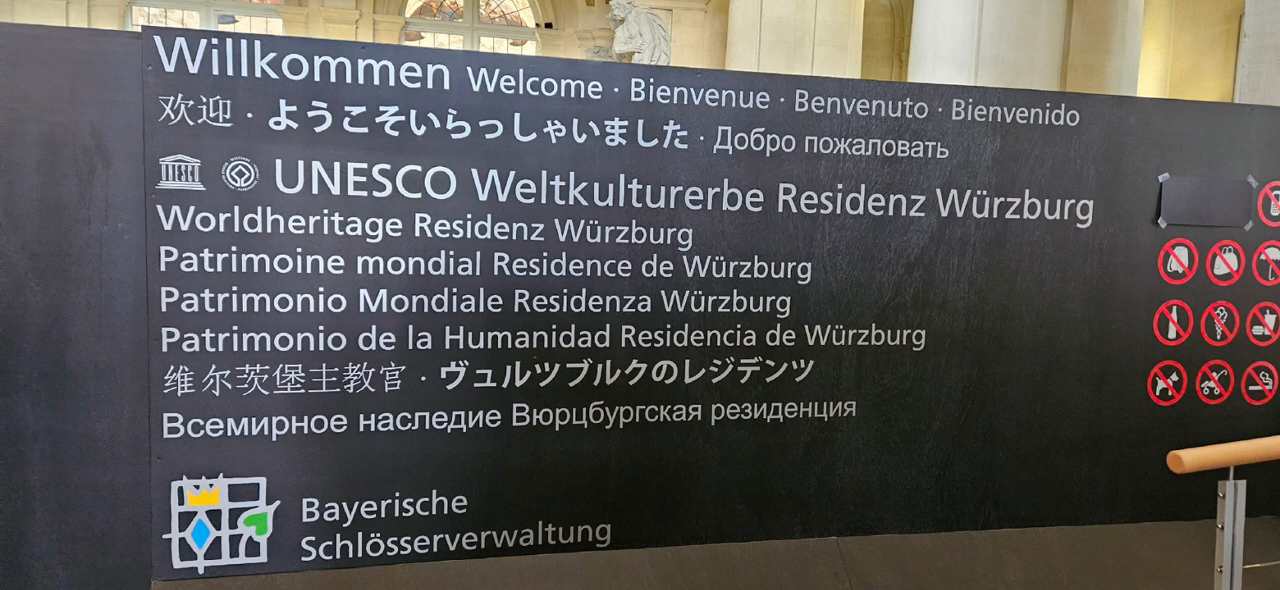 Willkommen Welcome · Bienvenue · Benvenuto · Bienvenido
欢迎 · ようこそいらっしゃいました · Добро пожаловать
UNESCO UNESCO Weltkulturerbe Residenz Würzburg
Worldheritage Residenz Würzburg
Patrimoine mondial Residence de Würzburg
Patrimonio Mondiale Residenza Würzburg
Patrimonio de la Humanidad Residencia de Würzburg
维尔茨堡主教官 · ヴュルツブルクのレジデンツ
Всемирное наследие Вюрцбургская резиденция
Bayerische
Schlösserverwaltung